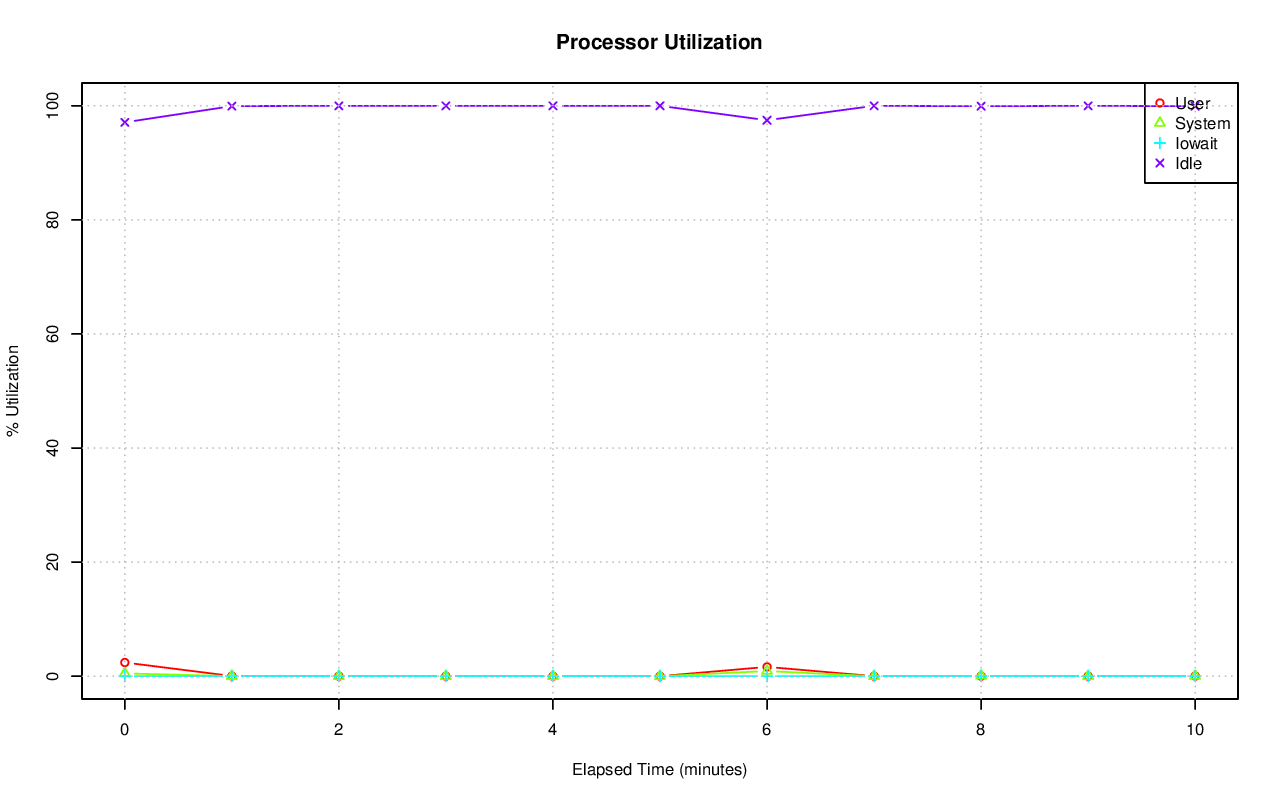 Processor Utilization
% Utilization
100
80
60
40
20
0
User
System
Iowait
Idle
0 2 4 6 8 10
Elapsed Time (minutes)